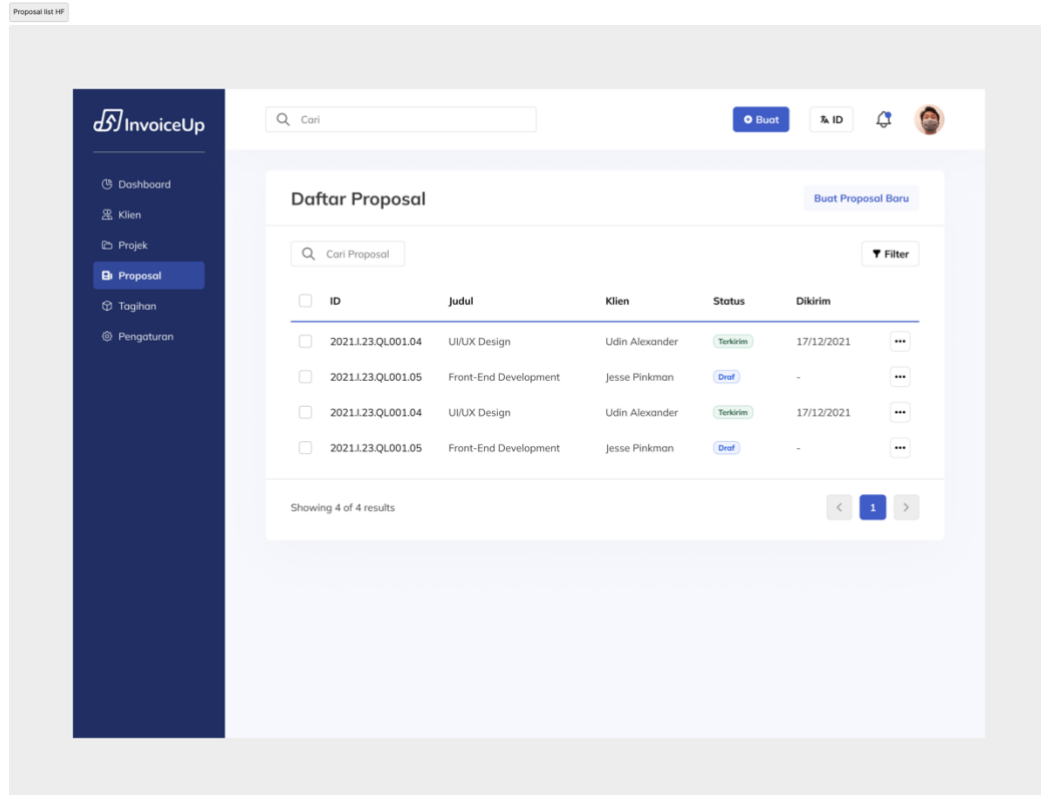 Proposal list HF
InvoiceUp
Cari
Buat
ID
Dashboard
Klien
Projek
Proposal
Tagihan
Pengaturan
Daftar Proposal
Buat Proposal Baru
Cari Proposal
Filter
ID Judul Klien Status Dikirim
2021.I.23.QL001.04 UI/UX Design Udin Alexander Terkirim 17/12/2021
2021.I.23.QL001.05 Front-End Development Jesse Pinkman Draf -
2021.I.23.QL001.04 UI/UX Design Udin Alexander Terkirim 17/12/2021
2021.I.23.QL001.05 Front-End Development Jesse Pinkman Draf -
Showing 4 of 4 results
1